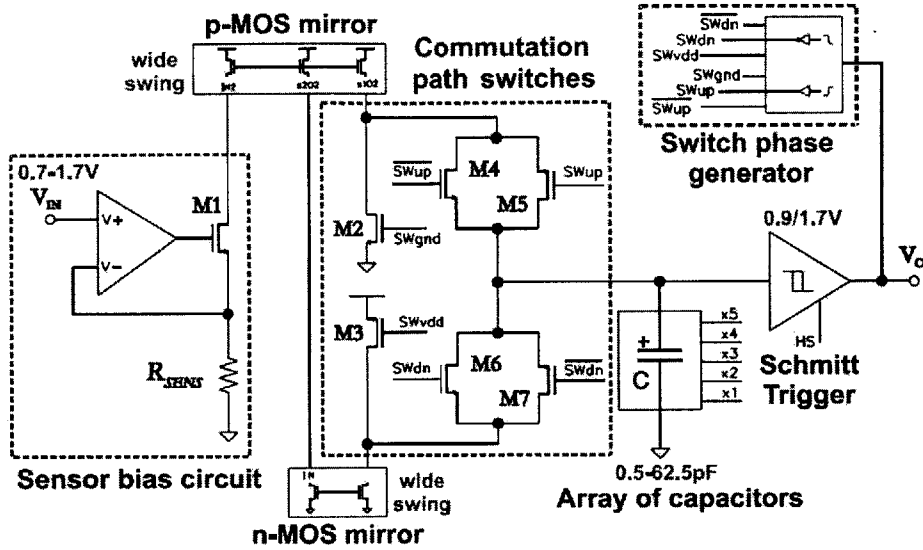 p-MOS mirror
wide
swing
Commutation
path switches
SWdn
SWdn
SWvdd
SWgnd
SWup
SWup
Switch phase
generator
0.7-1.7V
VIN
V+
V-
M1
RSENS
Sensor bias circuit
SWup
M4
M5
SWup
M2
SWgnd
M3
SWvdd
SWdn
M6
M7
SWdn
IN
wide
swing
n-MOS mirror
0.9/1.7V
HS
Schmitt
Trigger
+
C
x5
x4
x3
x2
x1
0.5-62.5pF
Array of capacitors